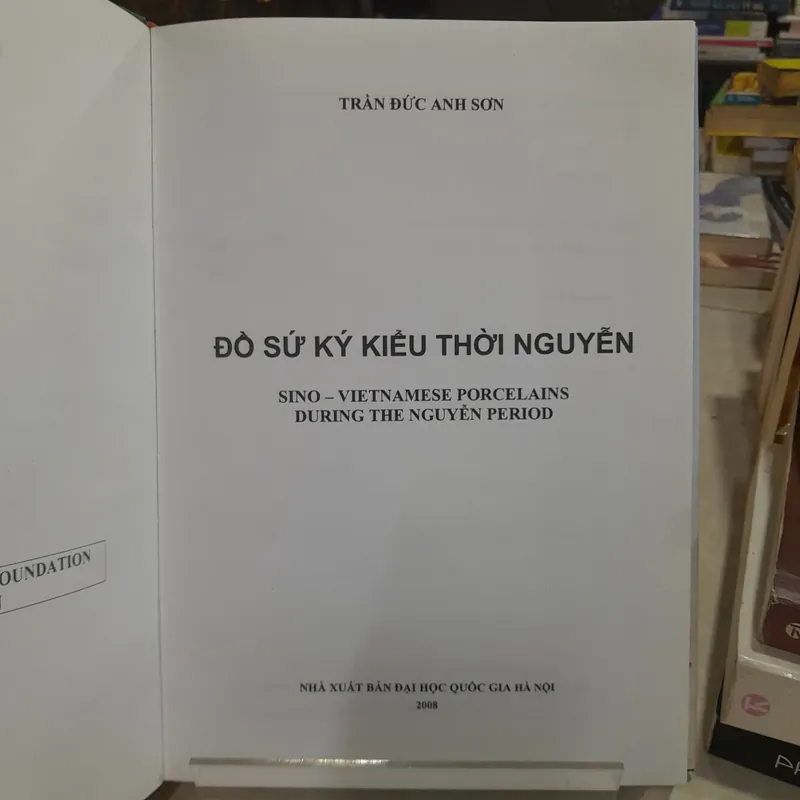 TRẦN ĐỨC ANH SƠN
ĐỒ SỨ KÝ KIỂU THỜI NGUYỄN
SINO – VIETNAMESE PORCELAINS
DURING THE NGUYỄN PERIOD
NHÀ XUẤT BẢN ĐẠI HỌC QUỐC GIA HÀ NỘI
2008